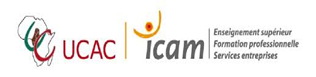 UCAC
icam
Enseignement supérieur
Formation professionnelle
Services entreprises